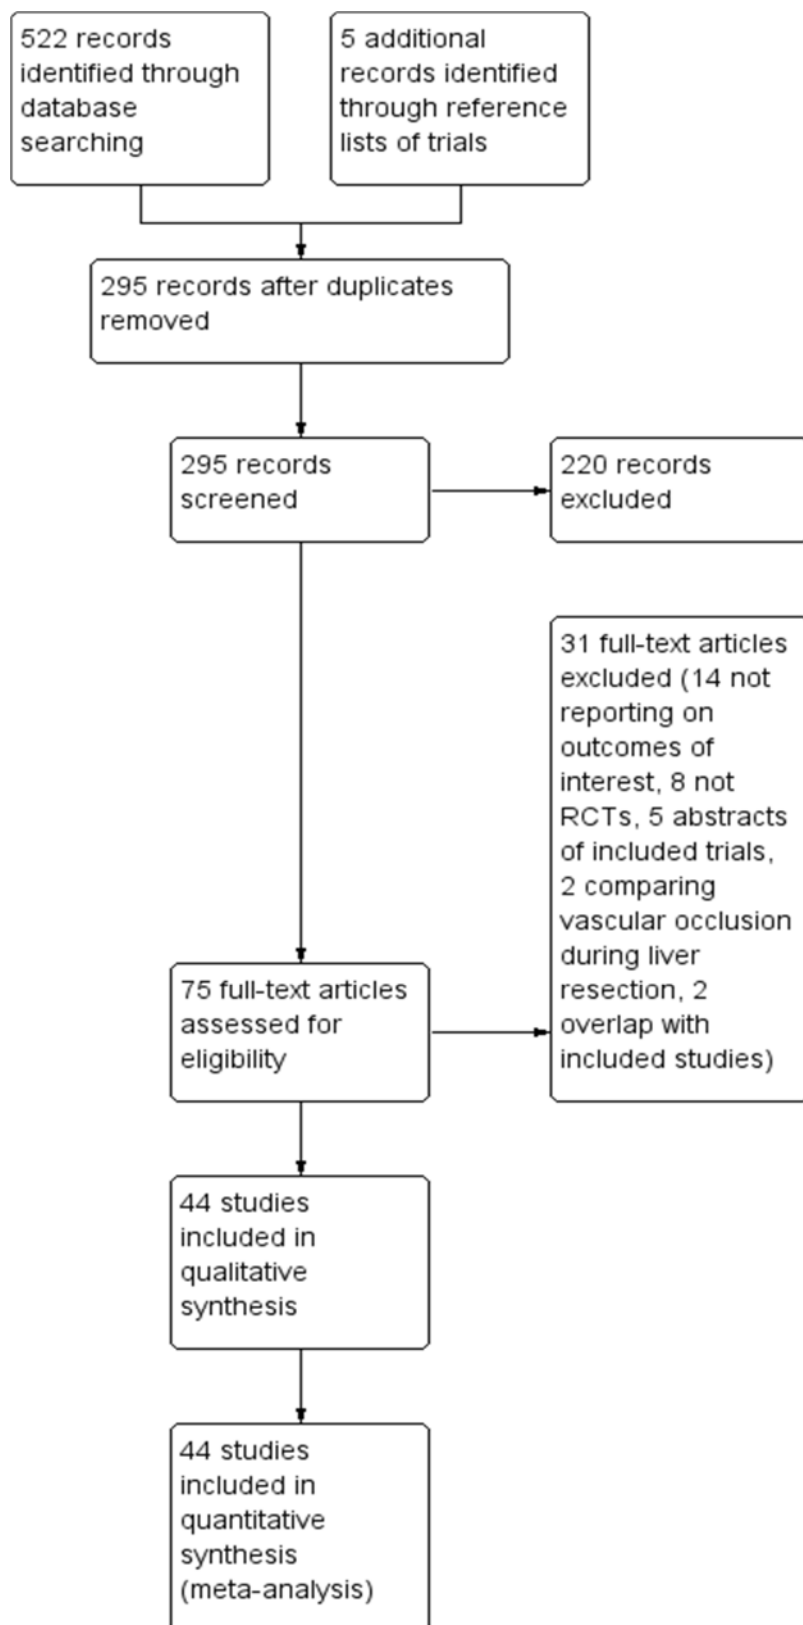 522 records
identified through
database
searching
5 additional
records identified
through reference
lists of trials
295 records after duplicates
removed
295 records
screened
220 records
excluded
31 full-text articles
excluded (14 not
reporting on
outcomes of
interest, 8 not
RCTs, 5 abstracts
of included trials,
2 comparing
vascular occlusion
during liver
resection, 2
overlap with
included studies)
75 full-text articles
assessed for
eligibility
44 studies
included in
qualitative
synthesis
44 studies
included in
quantitative
synthesis
(meta-analysis)